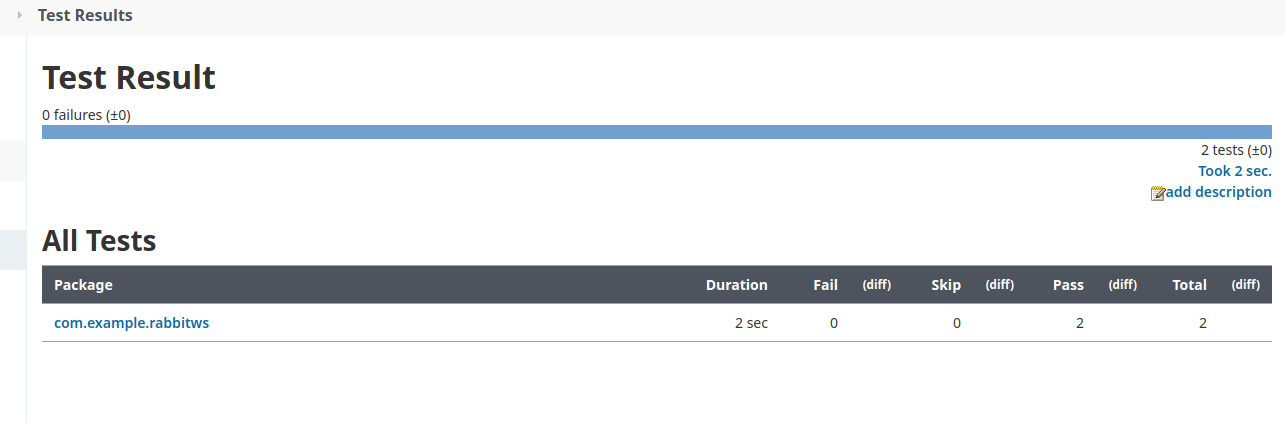 Test Results
Test Result
0 failures (±0)
2 tests (±0)
Took 2 sec.
add description
All Tests
Package Duration Fail (diff) Skip (diff) Pass (diff) Total (diff)
com.example.rabbitws 2 sec 0 0 2 2